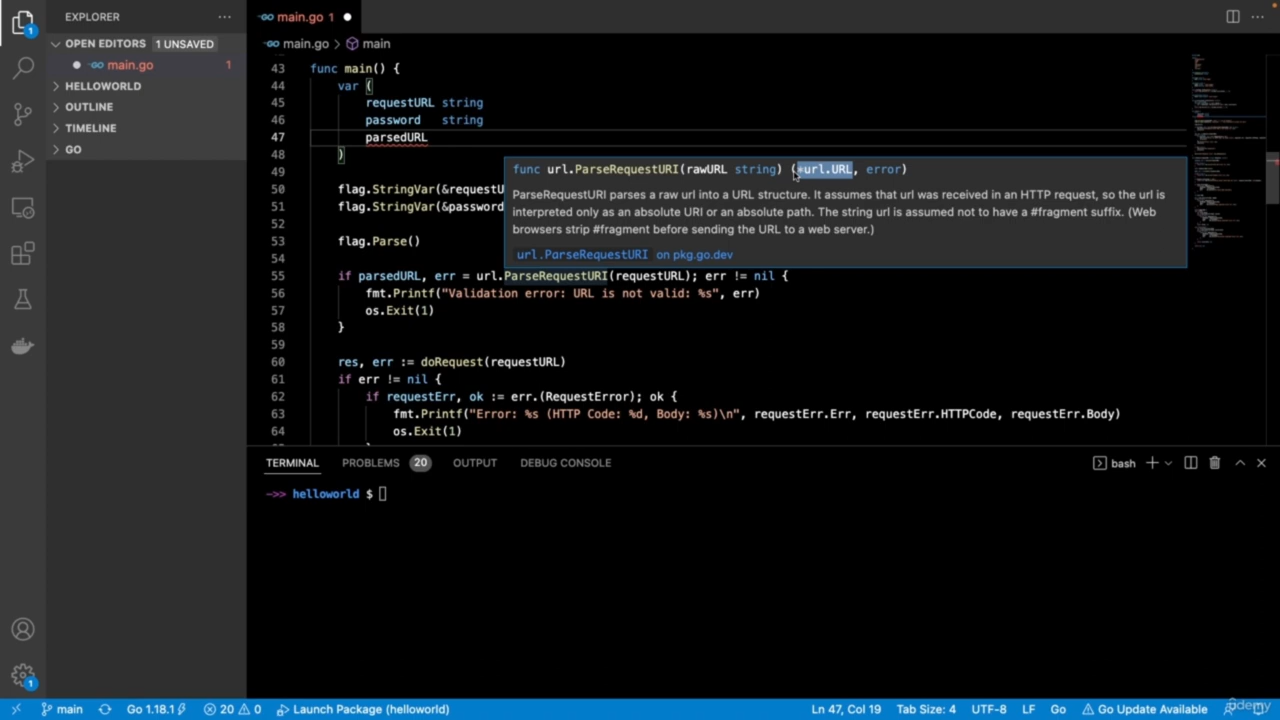 EXPLORER
OPEN EDITORS 1 UNSAVED
main.go 1
HELLOWORLD
OUTLINE
TIMELINE
GO
1
1
GO main.go 1
GO main.go > main
43 func main() {
44 var (
45 requestURL string
46 password string
47 parsedURL
48 )
49
50 flag.StringVar(&requestU
51 flag.StringVar(&password
52
53 flag.Parse()
54
func url.ParseRequestURI(rawURL string) (*url.URL, error)
ParseRequestURI parses a raw url into a URL structure. It assumes that url was received in an HTTP request, so the url is
interpreted only as an absolute URI or an absolute path. The string url is assumed not to have a #fragment suffix. (Web
browsers strip #fragment before sending the URL to a web server.)
url.ParseRequestURI on pkg.go.dev
55 if parsedURL, err = url.ParseRequestURI(requestURL); err != nil {
56 fmt.Printf("Validation error: URL is not valid: %s", err)
57 os.Exit(1)
58 }
59
60 res, err := doRequest(requestURL)
61 if err != nil {
62 if requestErr, ok := err.(RequestError); ok {
63 fmt.Printf("Error: %s (HTTP Code: %d, Body: %s)\n", requestErr.Err, requestErr.HTTPCode, requestErr.Body)
64 os.Exit(1)
TERMINAL PROBLEMS 20 OUTPUT DEBUG CONSOLE bash
->> helloworld $
main Go 1.18.1 20 0 Launch Package (helloworld) Ln 47, Col 19 Tab Size: 4 UTF-8 LF Go Go Update Available
udemy